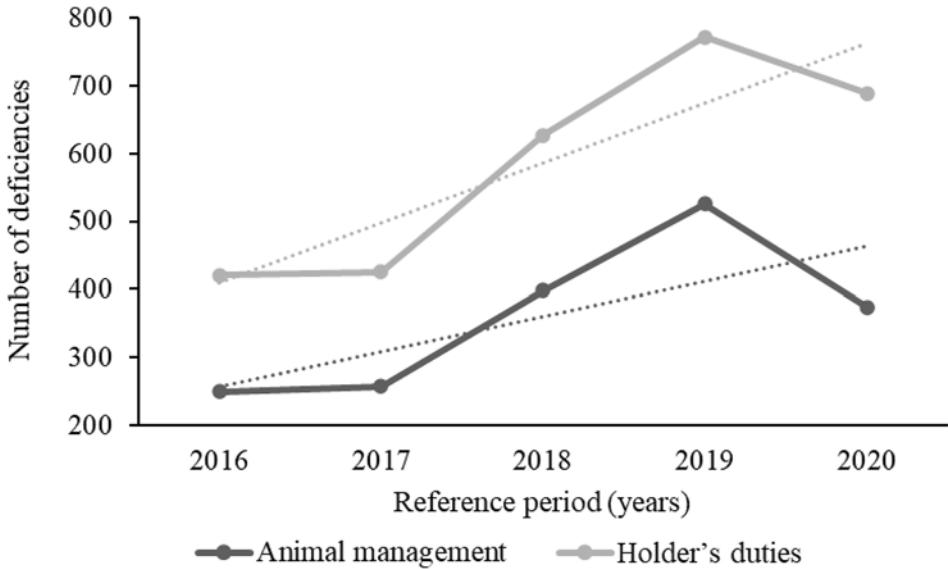 Number of deficiencies
800
700
600
500
400
300
200
2016 2017 2018 2019 2020
Reference period (years)
Animal management Holder's duties